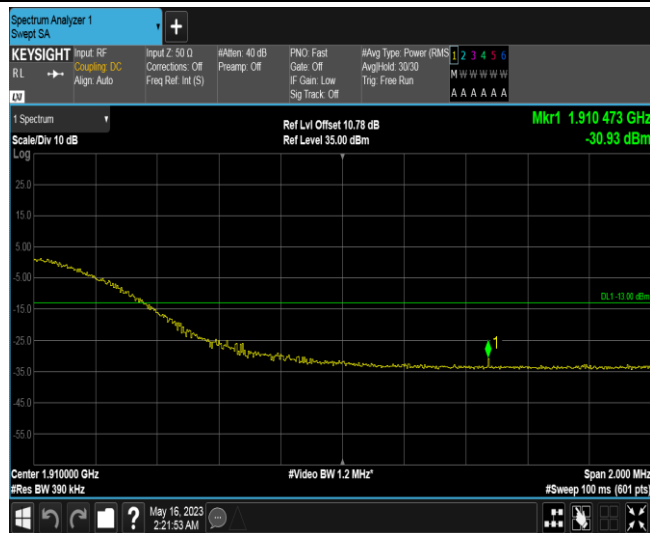 Spectrum Analyzer 1
Swept SA
+
KEYSIGHT
RL
LXI
Input: RF
Coupling: DC
Align: Auto
Input Z: 50 Ω
Corrections: Off
Freq Ref: Int (S)
#Atten: 40 dB
Preamp: Off
PNO: Fast
Gate: Off
IF Gain: Low
Sig Track: Off
#Avg Type: Power (RMS
Avg|Hold: 30/30
Trig: Free Run
1 2 3 4 5 6
M W W W W W
A A A A A A
1 Spectrum
Scale/Div 10 dB
Ref Lvl Offset 10.78 dB
Ref Level 35.00 dBm
Mkr1 1.910 473 GHz
-30.93 dBm
Log
25.0
15.0
5.00
-5.00
DL1 -13.00 dBm
-15.0
1
-25.0
-35.0
-45.0
-55.0
Center 1.910000 GHz
#Video BW 1.2 MHz*
Span 2.000 MHz
#Res BW 390 kHz
#Sweep 100 ms (601 pts)
?
May 16, 2023
2:21:53 AM